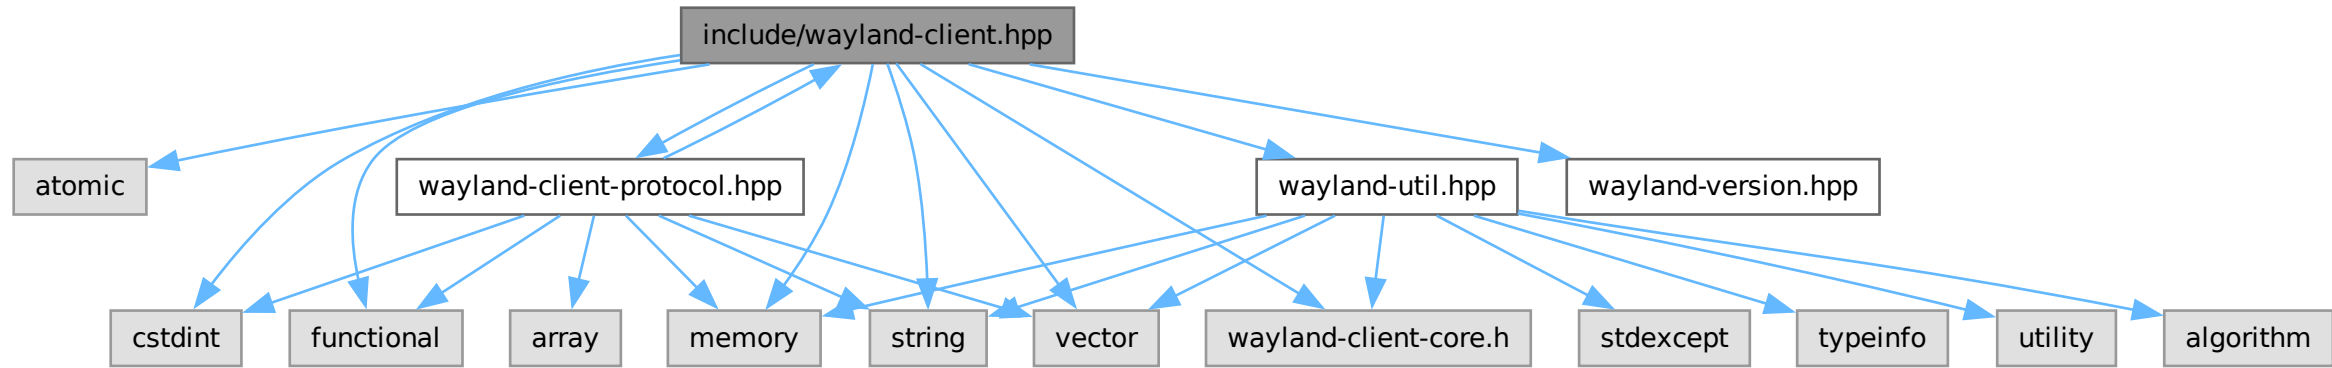 include/wayland-client.hpp
atomic
wayland-client-protocol.hpp
wayland-util.hpp
wayland-version.hpp
cstdint
functional
array
memory
string
vector
wayland-client-core.h
stdexcept
typeinfo
utility
algorithm